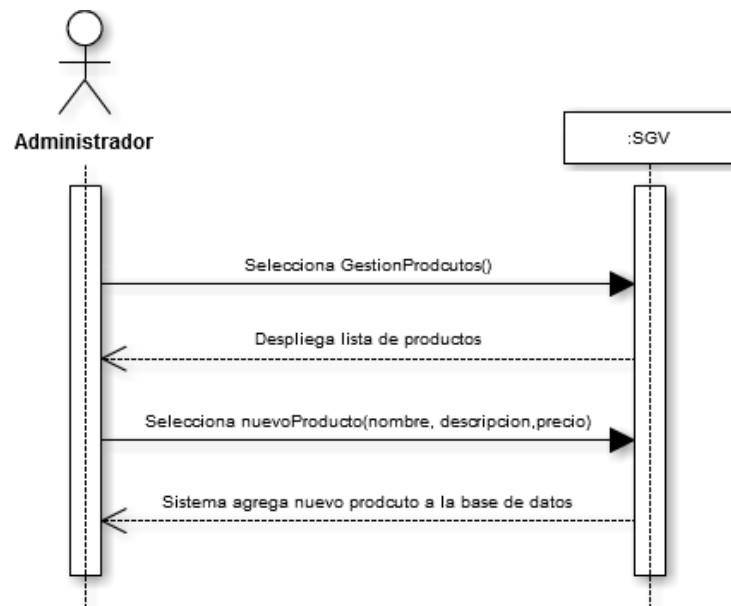 Administrador
:SGV
Selecciona GestionProdcutos()
Despliega lista de productos
Selecciona nuevoProducto(nombre, descripcion,precio)
Sistema agrega nuevo prodcuto a la base de datos